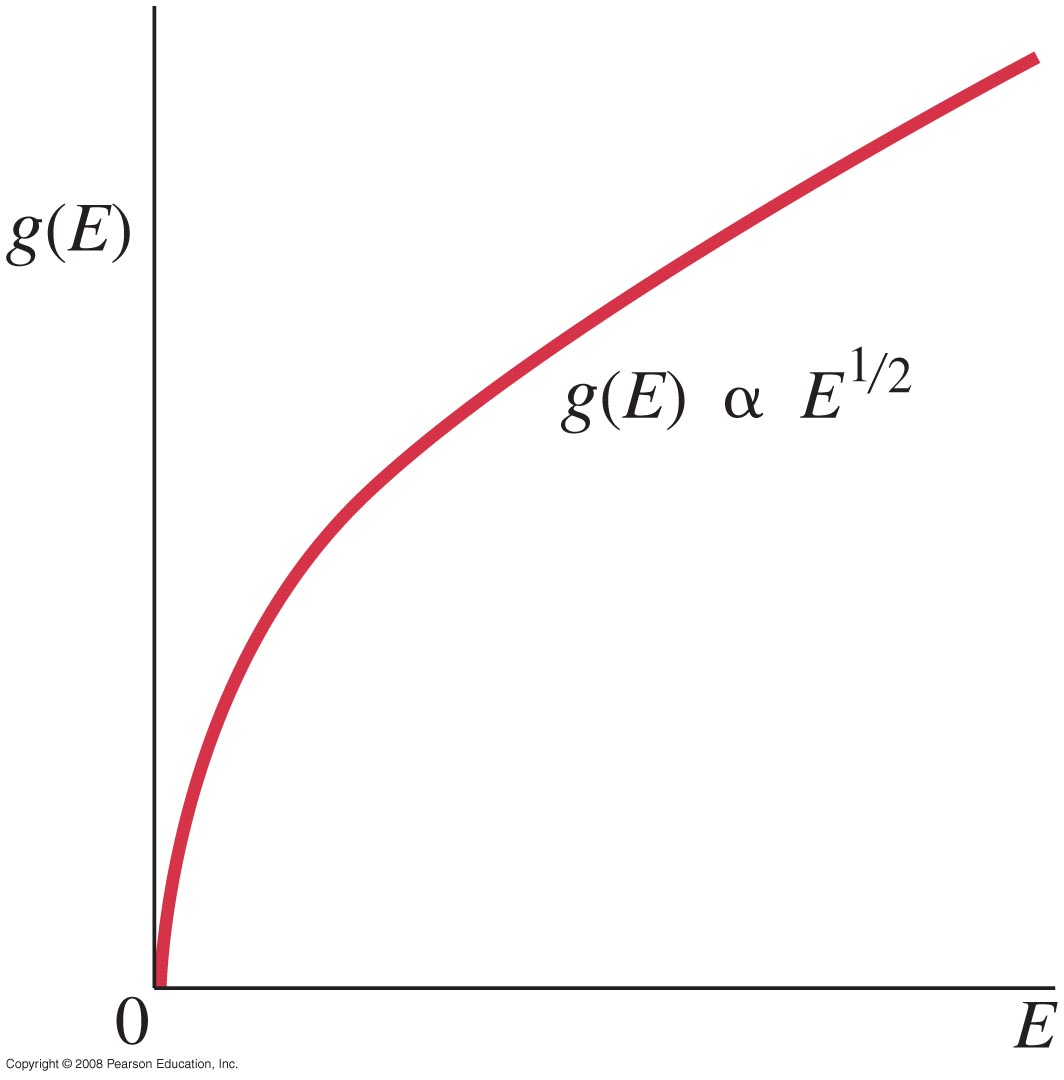 g(E)
g(E) α E^1/2
0
E
Copyright © 2008 Pearson Education, Inc.